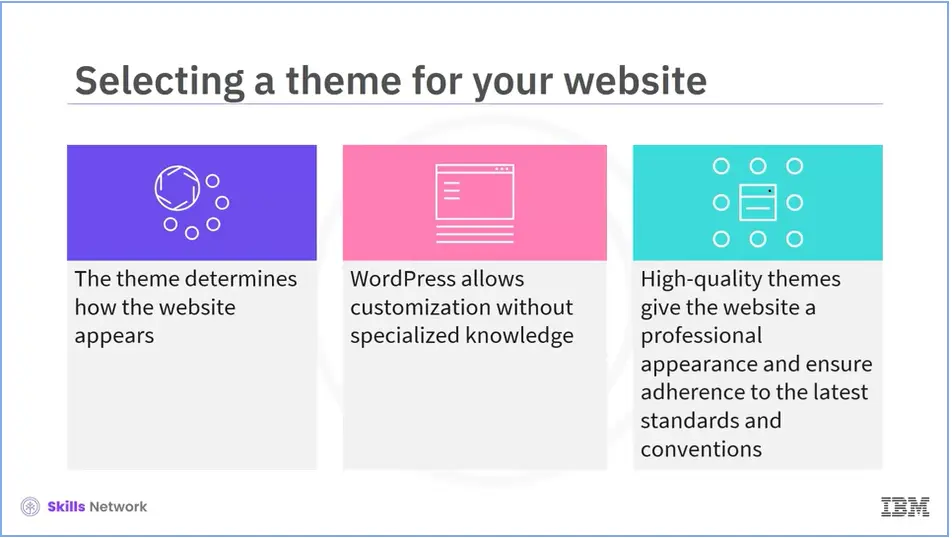 Selecting a theme for your website
The theme determines
how the website
appears
WordPress allows
customization without
specialized knowledge
High-quality themes
give the website a
professional
appearance and ensure
adherence to the latest
standards and
conventions
Skills Network
IBM